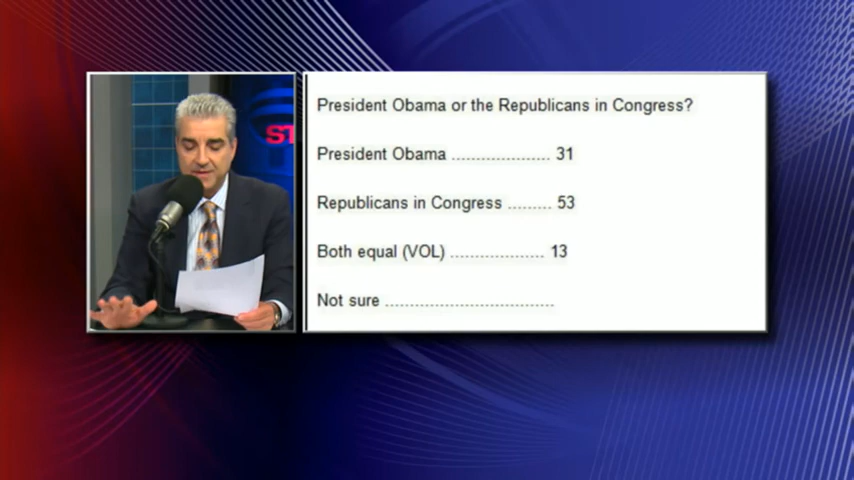 ST
President Obama or the Republicans in Congress?
President Obama ..................... 31
Republicans in Congress ......... 53
Both equal (VOL) .................... 13
Not sure ....................................